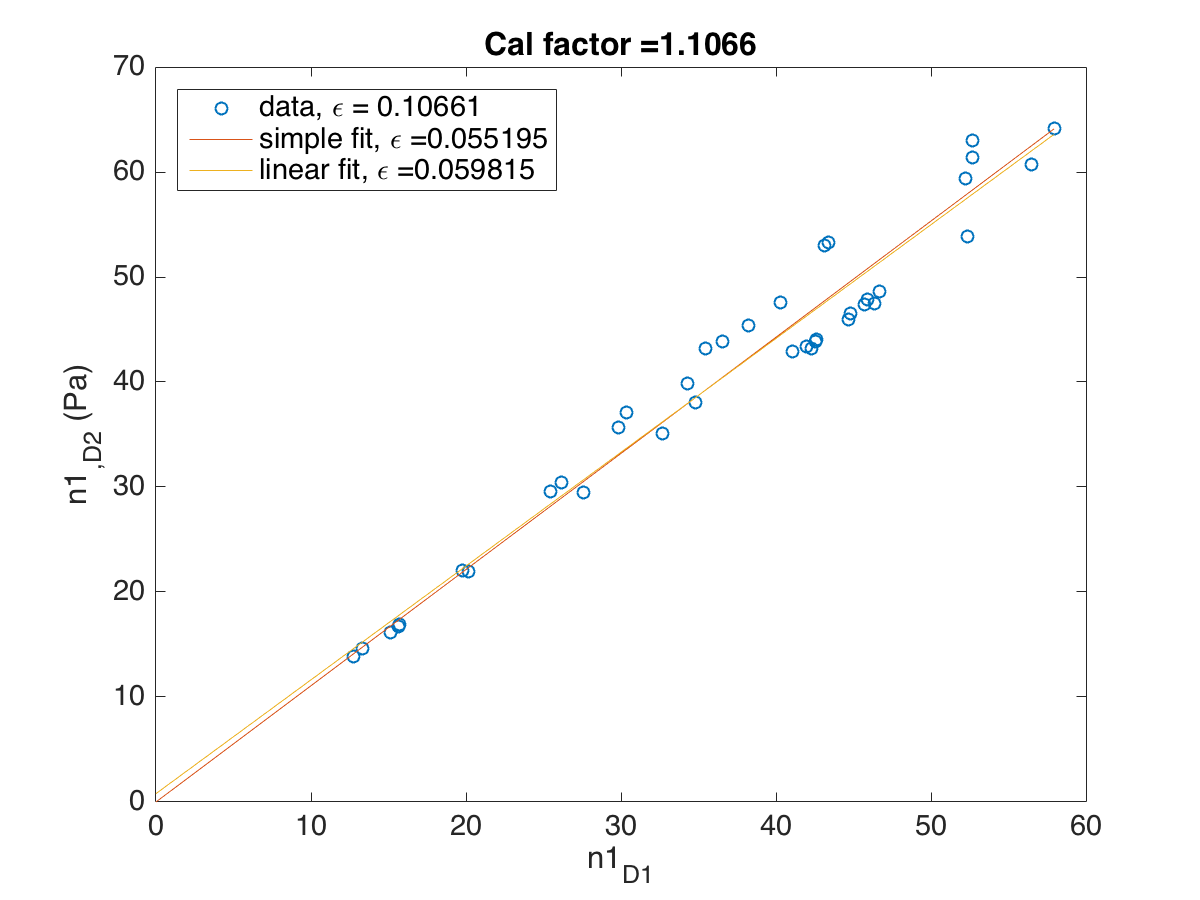 Cal factor =1.1066
70
60
50
40
30
20
10
0
data, ϵ = 0.10661
simple fit, ϵ =0.055195
linear fit, ϵ =0.059815
n1,D2 (Pa)
0 10 20 30 40 50 60
n1D1